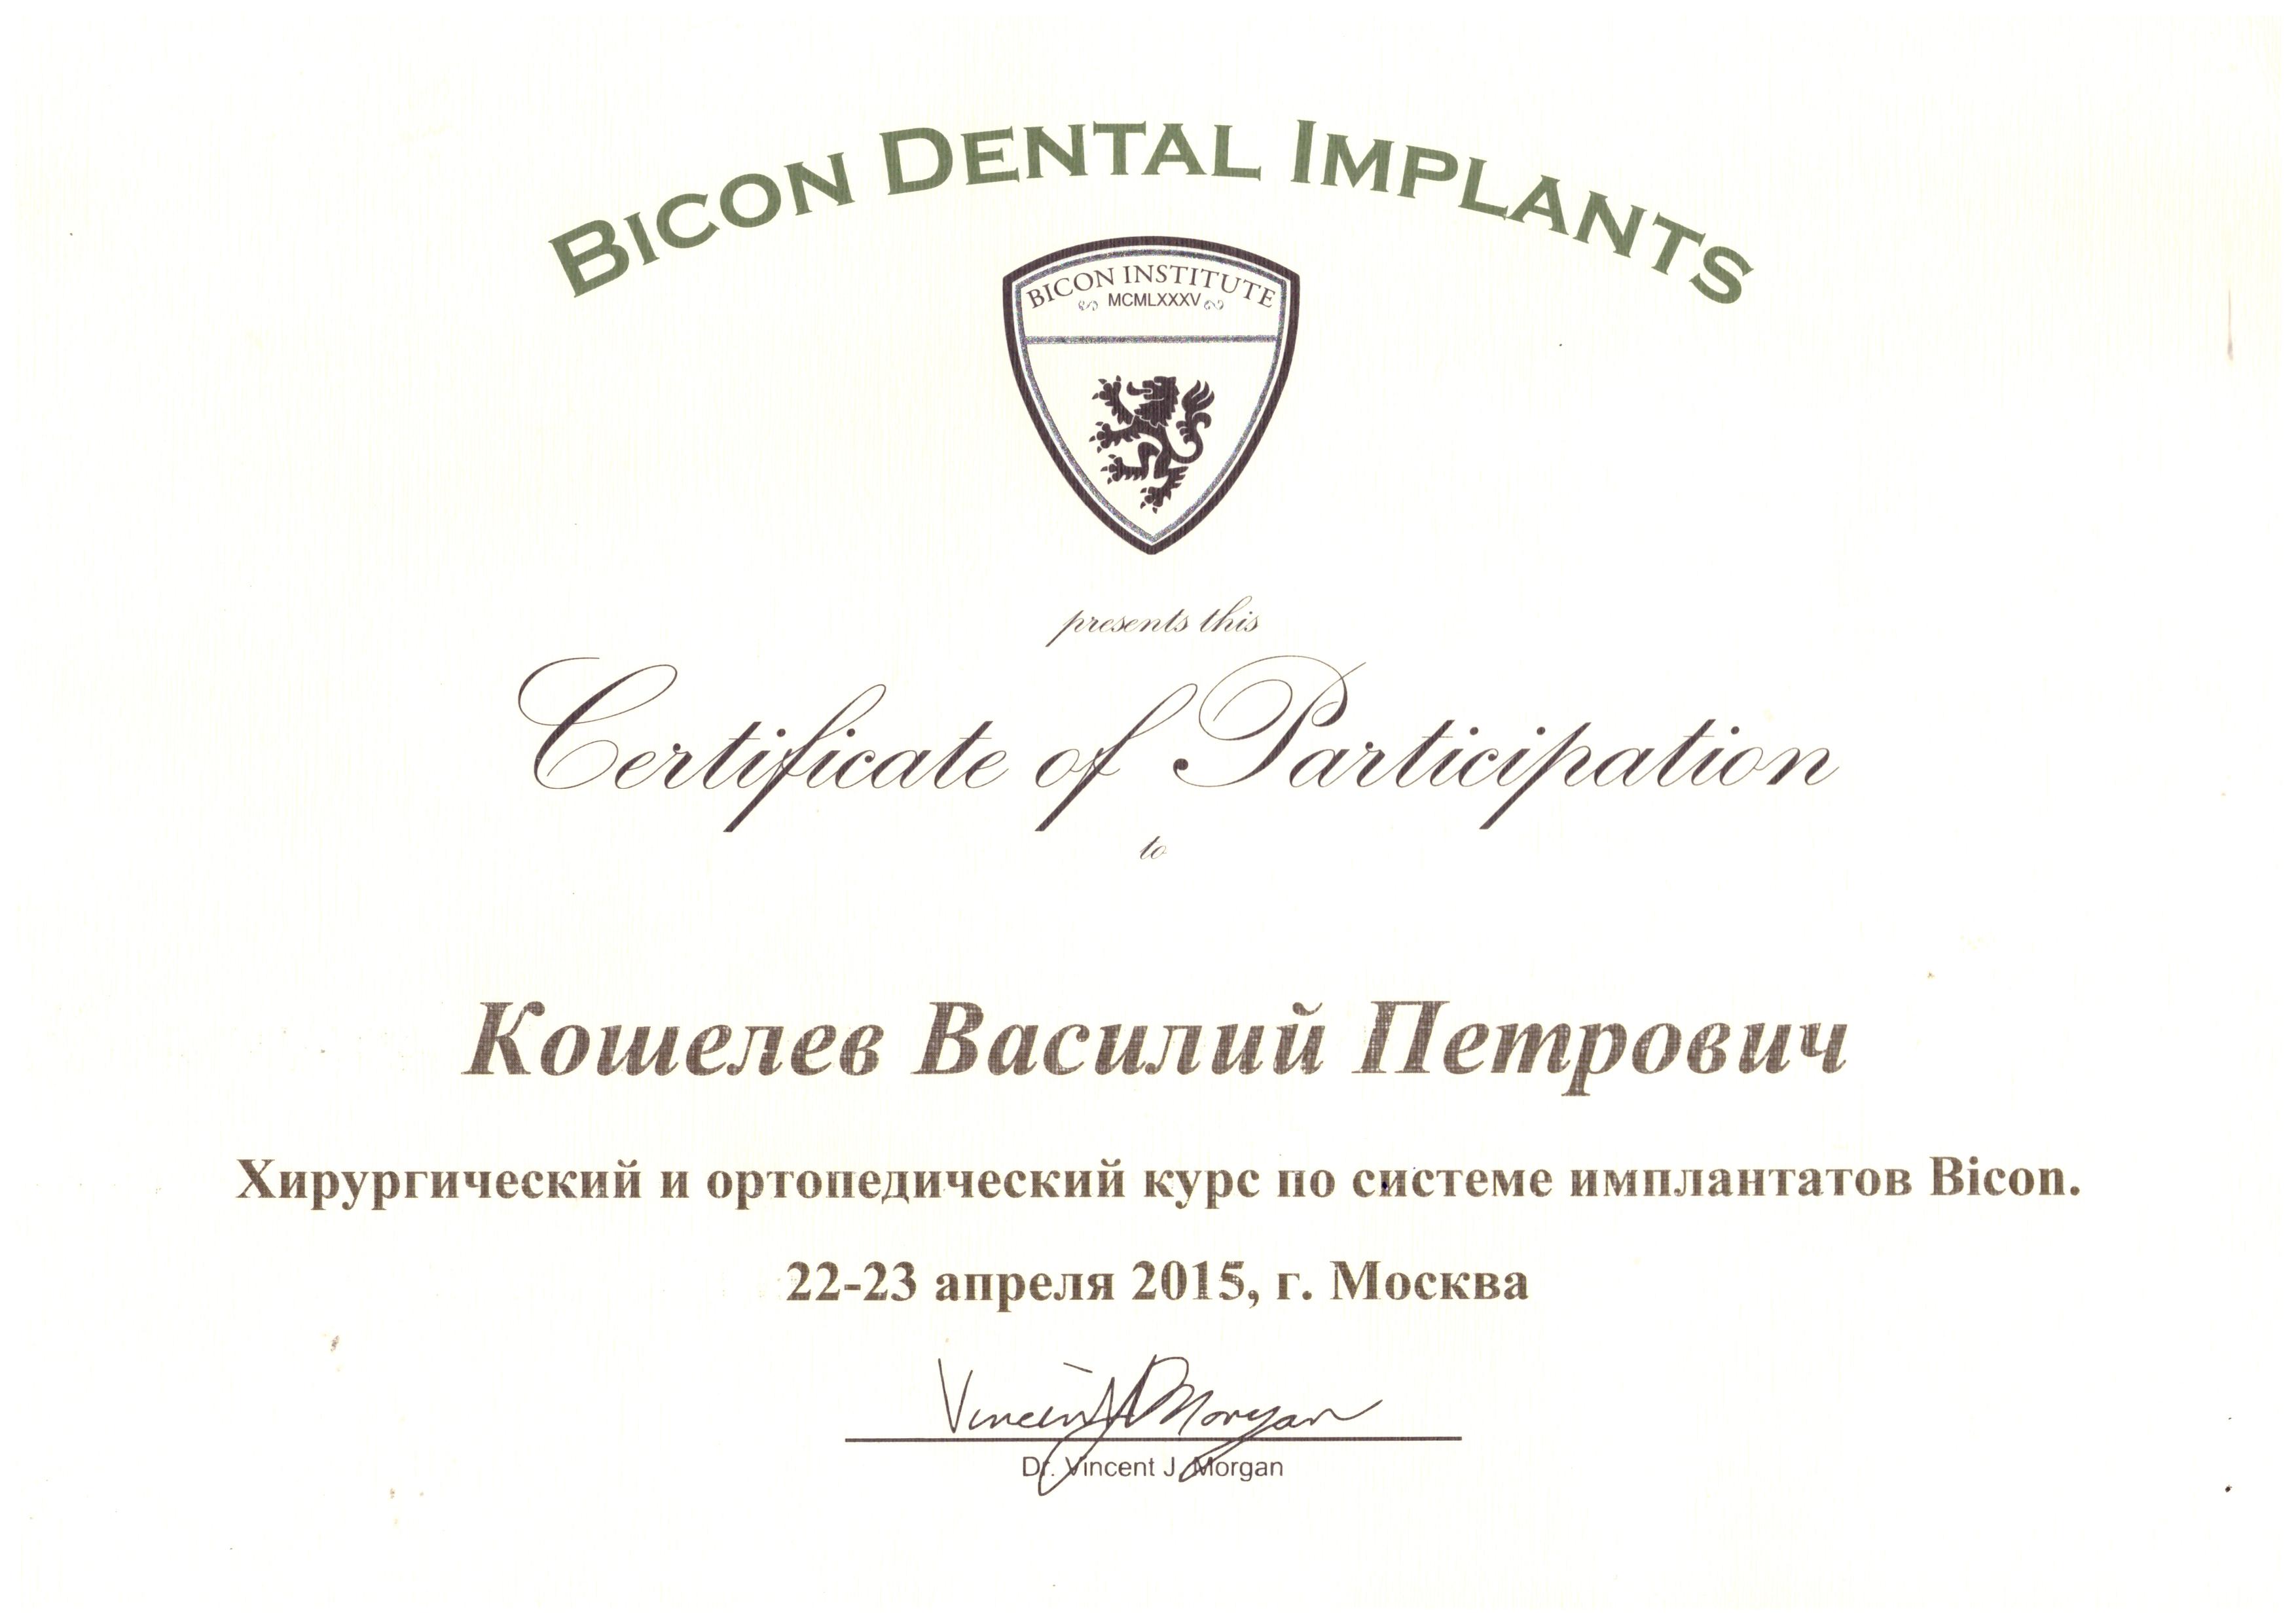 BICON DENTAL IMPLANTS
BICON INSTITUTE
MCMLXXXV
presents this
Certificate of Participation
to
Кошелев Василий Петрович
Хирургический и ортопедический курс по системе имплантатов Bicon.
22-23 апреля 2015, г. Москва
Vincent J Morgan
Dr. Vincent J. Morgan